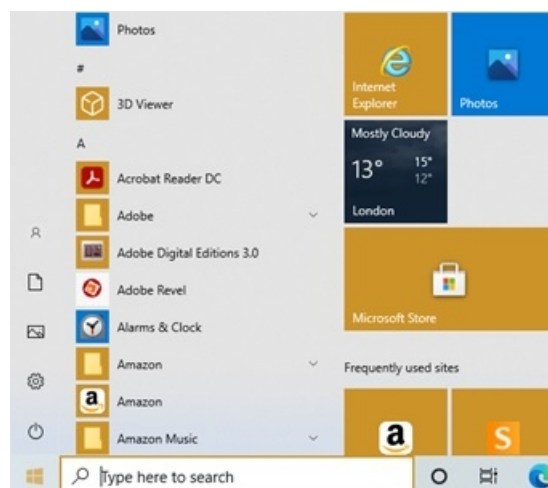 Photos
#
3D Viewer
A
Acrobat Reader DC
Adobe
Adobe Digital Editions 3.0
Adobe Revel
Alarms & Clock
Amazon
Amazon
Amazon Music
Internet
Explorer
Photos
Mostly Cloudy
13°
15°
12°
London
Microsoft Store
Frequently used sites
a
S
Type here to search